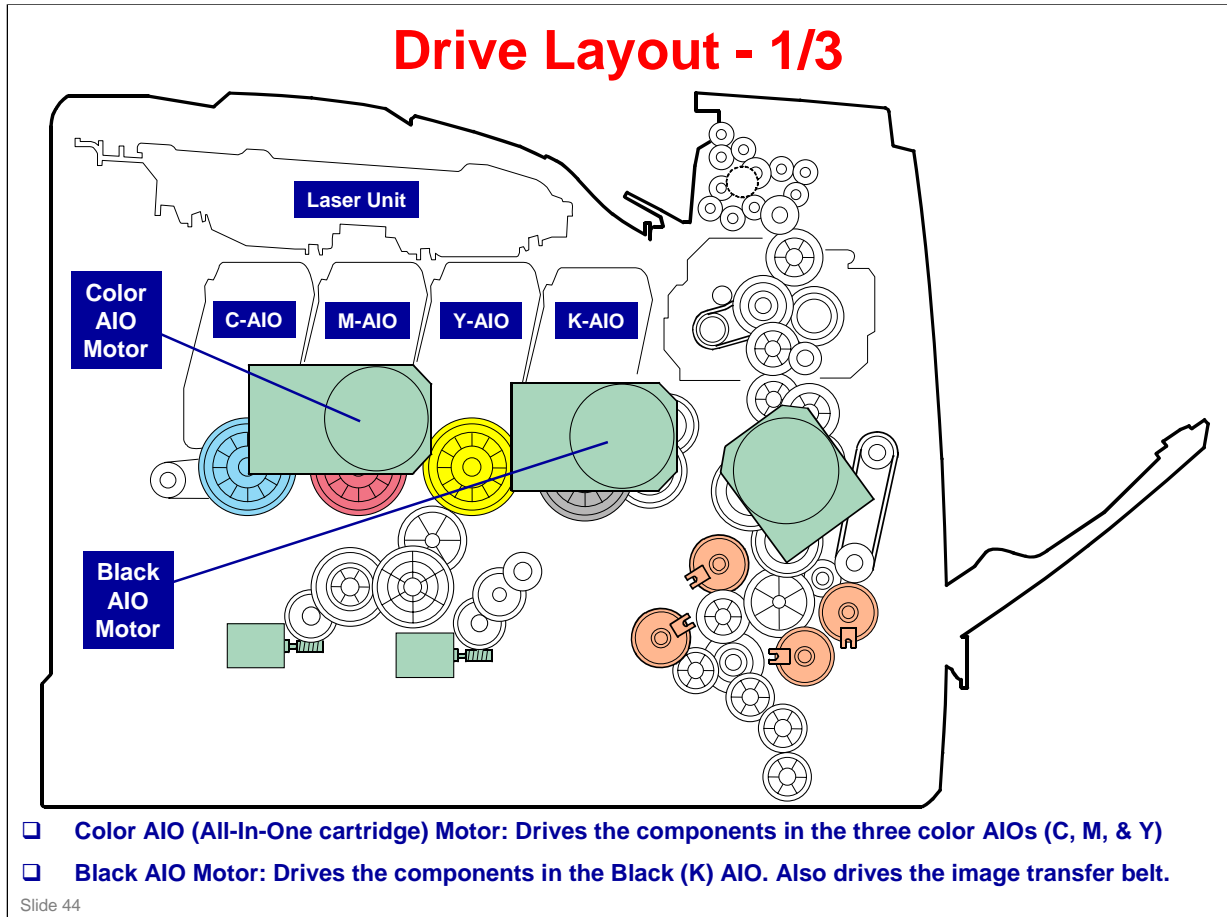 Drive Layout - 1/3
Laser Unit
Color
AIO
Motor
C-AIO
M-AIO
Y-AIO
K-AIO
Black
AIO
Motor
❑ Color AIO (All-In-One cartridge) Motor: Drives the components in the three color AIOs (C, M, & Y)
❑ Black AIO Motor: Drives the components in the Black (K) AIO. Also drives the image transfer belt.
Slide 44